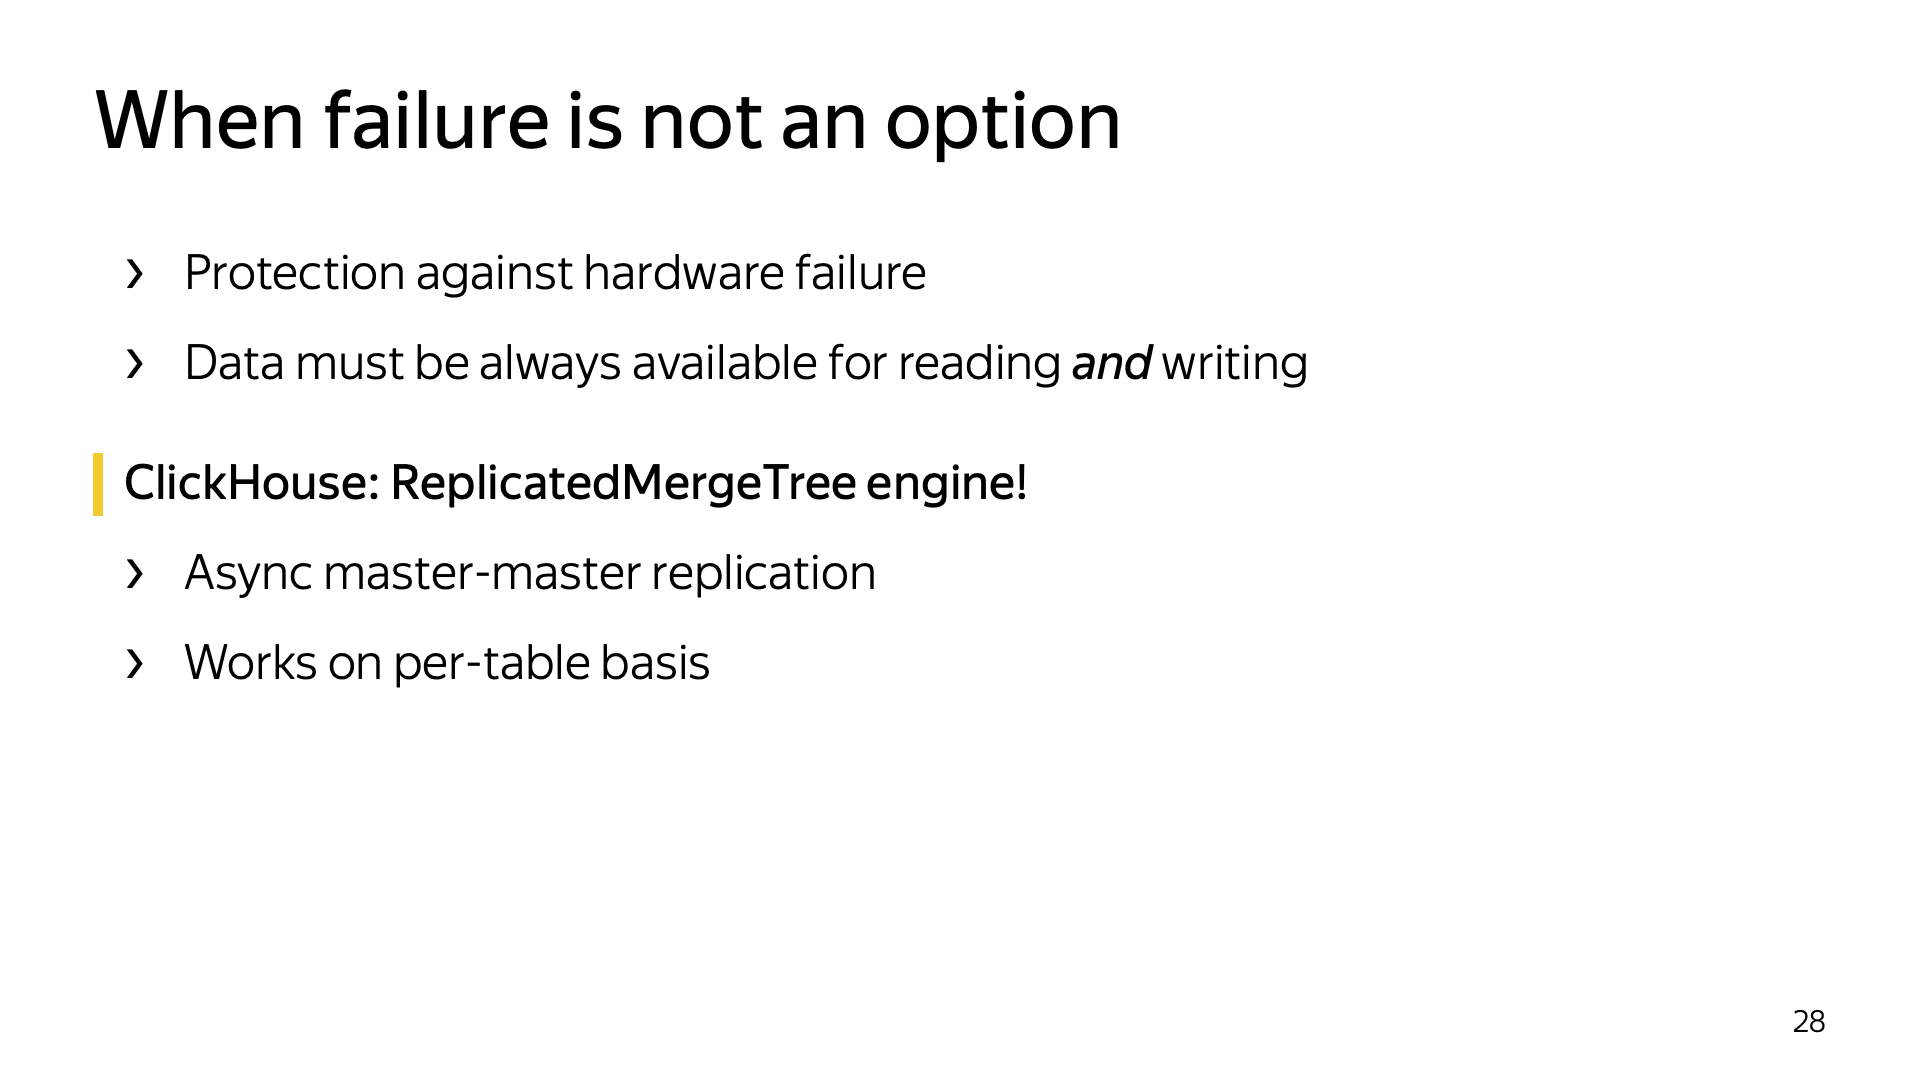 When failure is not an option
› Protection against hardware failure
› Data must be always available for reading and writing
ClickHouse: ReplicatedMergeTree engine!
› Async master-master replication
› Works on per-table basis
28